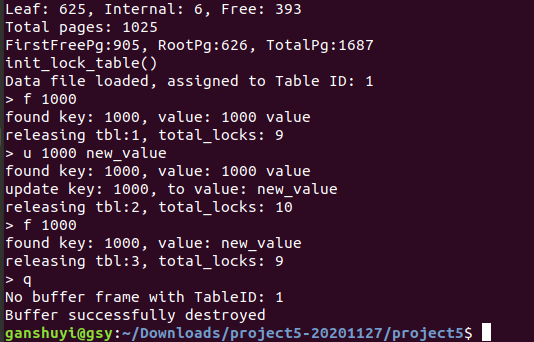 Leaf: 625, Internal: 6, Free: 393
Total pages: 1025
FirstFreePg:905, RootPg:626, TotalPg:1687
init_lock_table()
Data file loaded, assigned to Table ID: 1
> f 1000
found key: 1000, value: 1000 value
releasing tbl:1, total_locks: 9
> u 1000 new_value
found key: 1000, value: 1000 value
update key: 1000, to value: new_value
releasing tbl:2, total_locks: 10
> f 1000
found key: 1000, value: new_value
releasing tbl:3, total_locks: 9
> q
No buffer frame with TableID: 1
Buffer successfully destroyed
ganshuyi@gsy:~/Downloads/project5-20201127/project5$